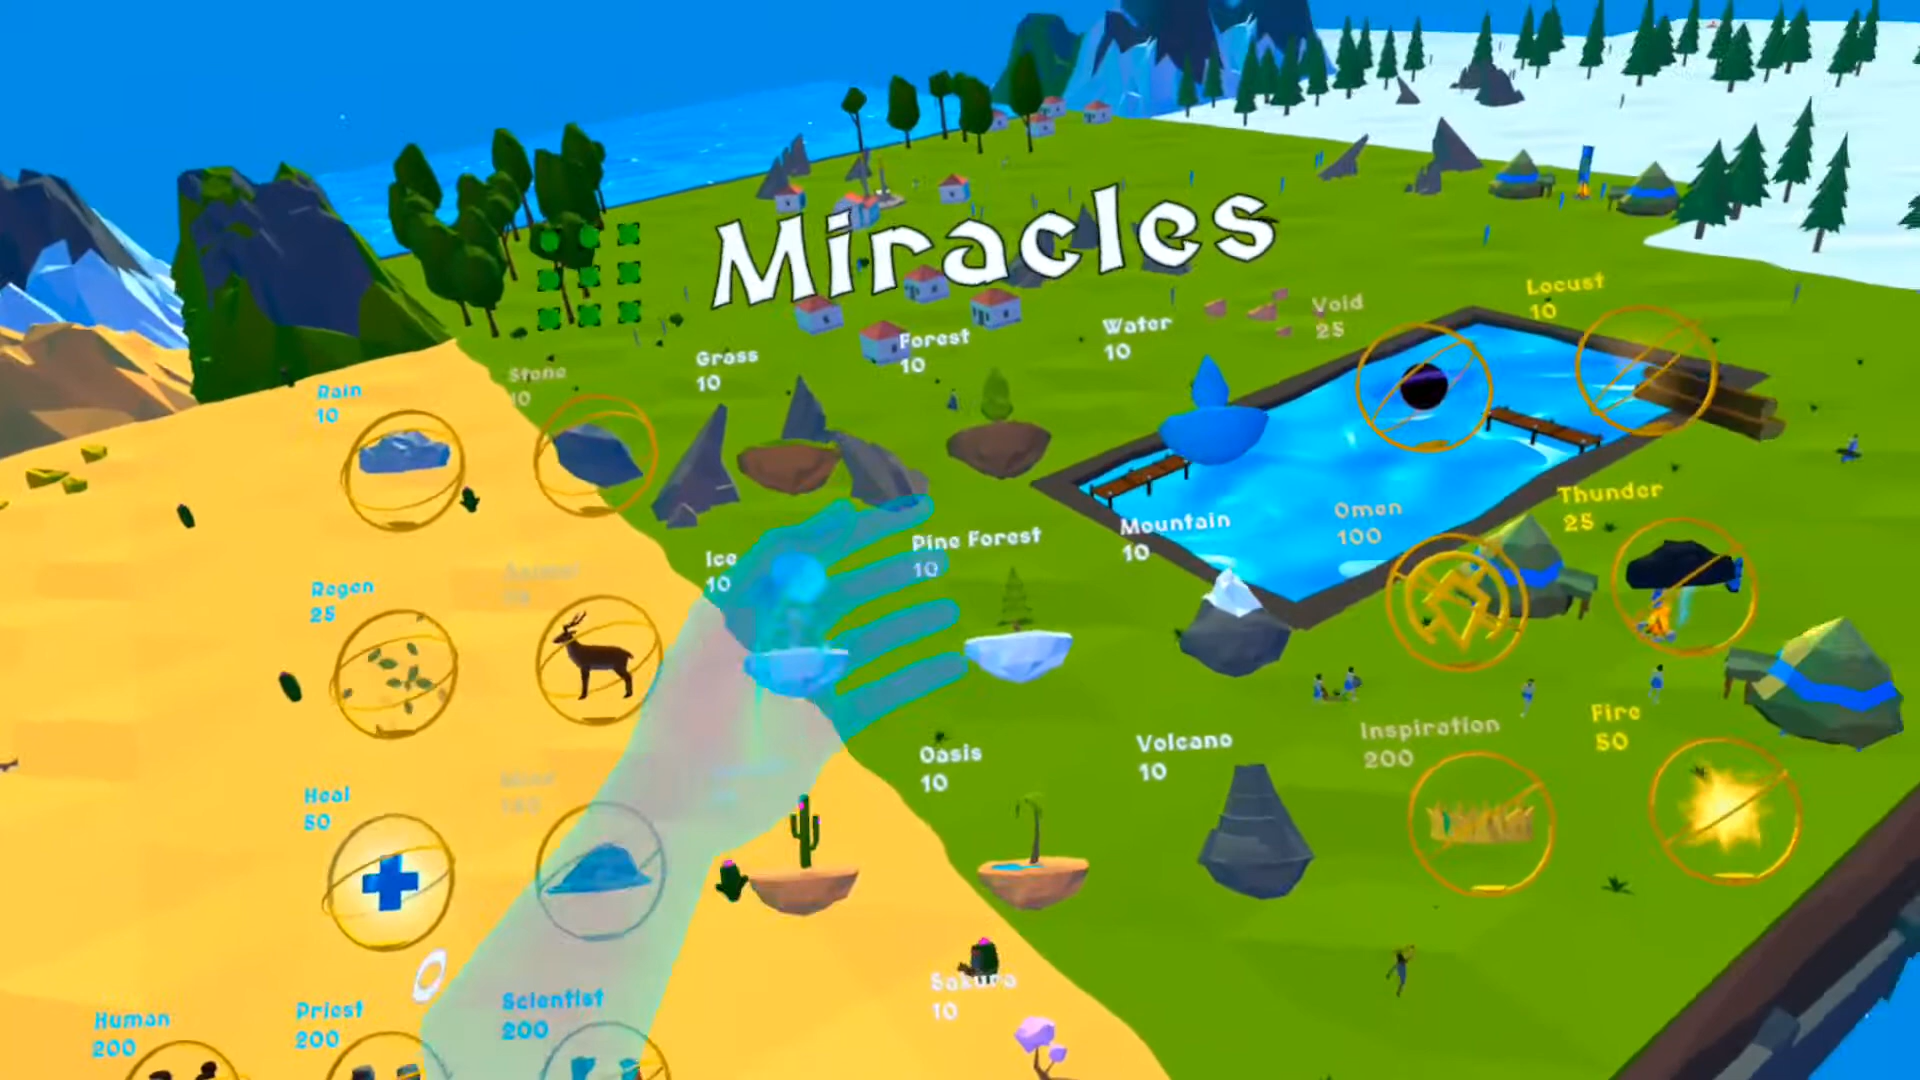 Miracles
Locust
10
Void
25
Water
10
Forest
10
Grass
10
Stone
10
Rain
10
Thunder
25
Omen
100
Mountain
10
Pine Forest
10
Ice
10
Animal
Regen
25
Fire
50
Inspiration
200
Volcano
10
Oasis
10
Heal
50
Sakura
10
Scientist
200
Priest
200
Human
200